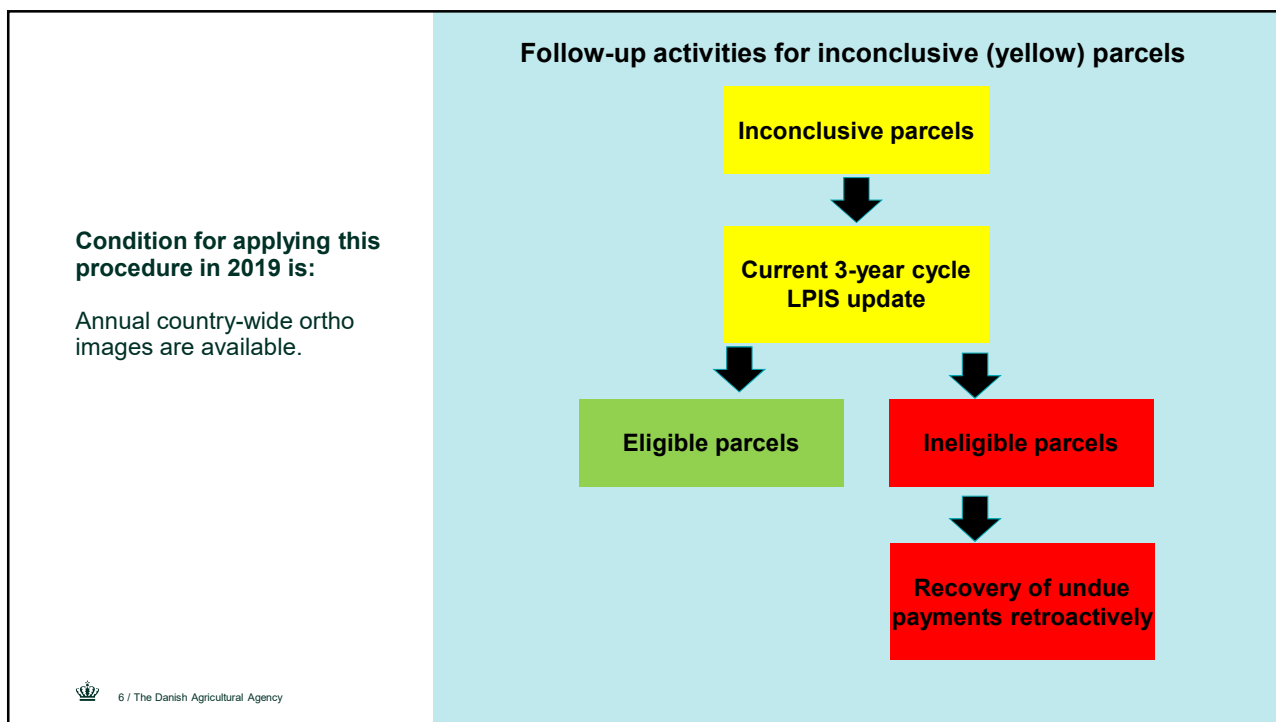 Follow-up activities for inconclusive (yellow) parcels
Inconclusive parcels
Condition for applying this
procedure in 2019 is:
Annual country-wide ortho
images are available.
Current 3-year cycle
LPIS update
Eligible parcels
Ineligible parcels
Recovery of undue
payments retroactively
6 / The Danish Agricultural Agency